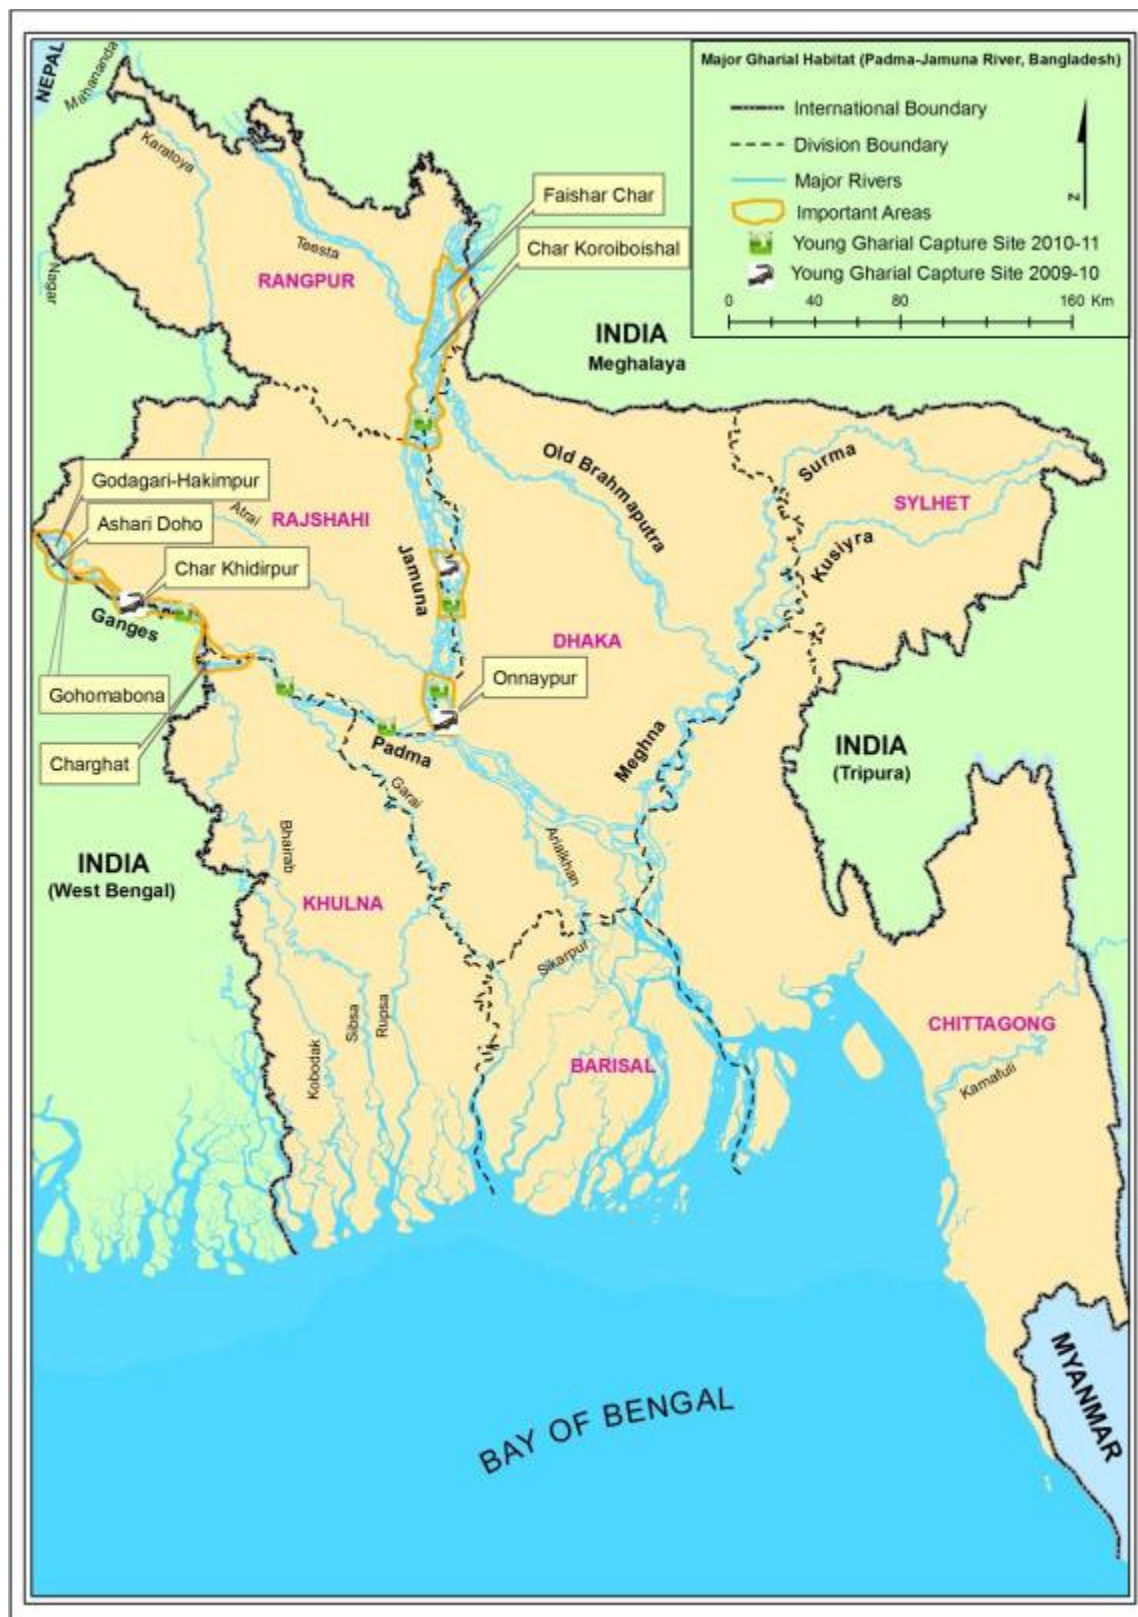 Major Gharial Habitat (Padma-Jamuna River, Bangladesh)
International Boundary
Division Boundary
Major Rivers
Important Areas
Young Gharial Capture Site 2010-11
Young Gharial Capture Site 2009-10
0 40 80 160 Km
N
NEPAL
Mahananda
Karatoya
Faishar Char
Char Koroiboishal
Teesta
Nagar
RANGPUR
INDIA
Meghalaya
Godagari-Hakimpur
Ashari Doho
Char Khidirpur
Atrai
RAJSHAHI
Jamuna
Old Brahmaputra
Surma
SYLHET
Kusiyra
Ganges
DHAKA
Gohomabona
Charghat
Onnaypur
Padma
Meghna
INDIA
(Tripura)
Garai
Bhairab
Arialkhan
INDIA
(West Bengal)
KHULNA
Sikarpur
Kobodak
Sibsa
Rupsa
BARISAL
CHITTAGONG
Karnafuli
BAY OF BENGAL
MYANMAR